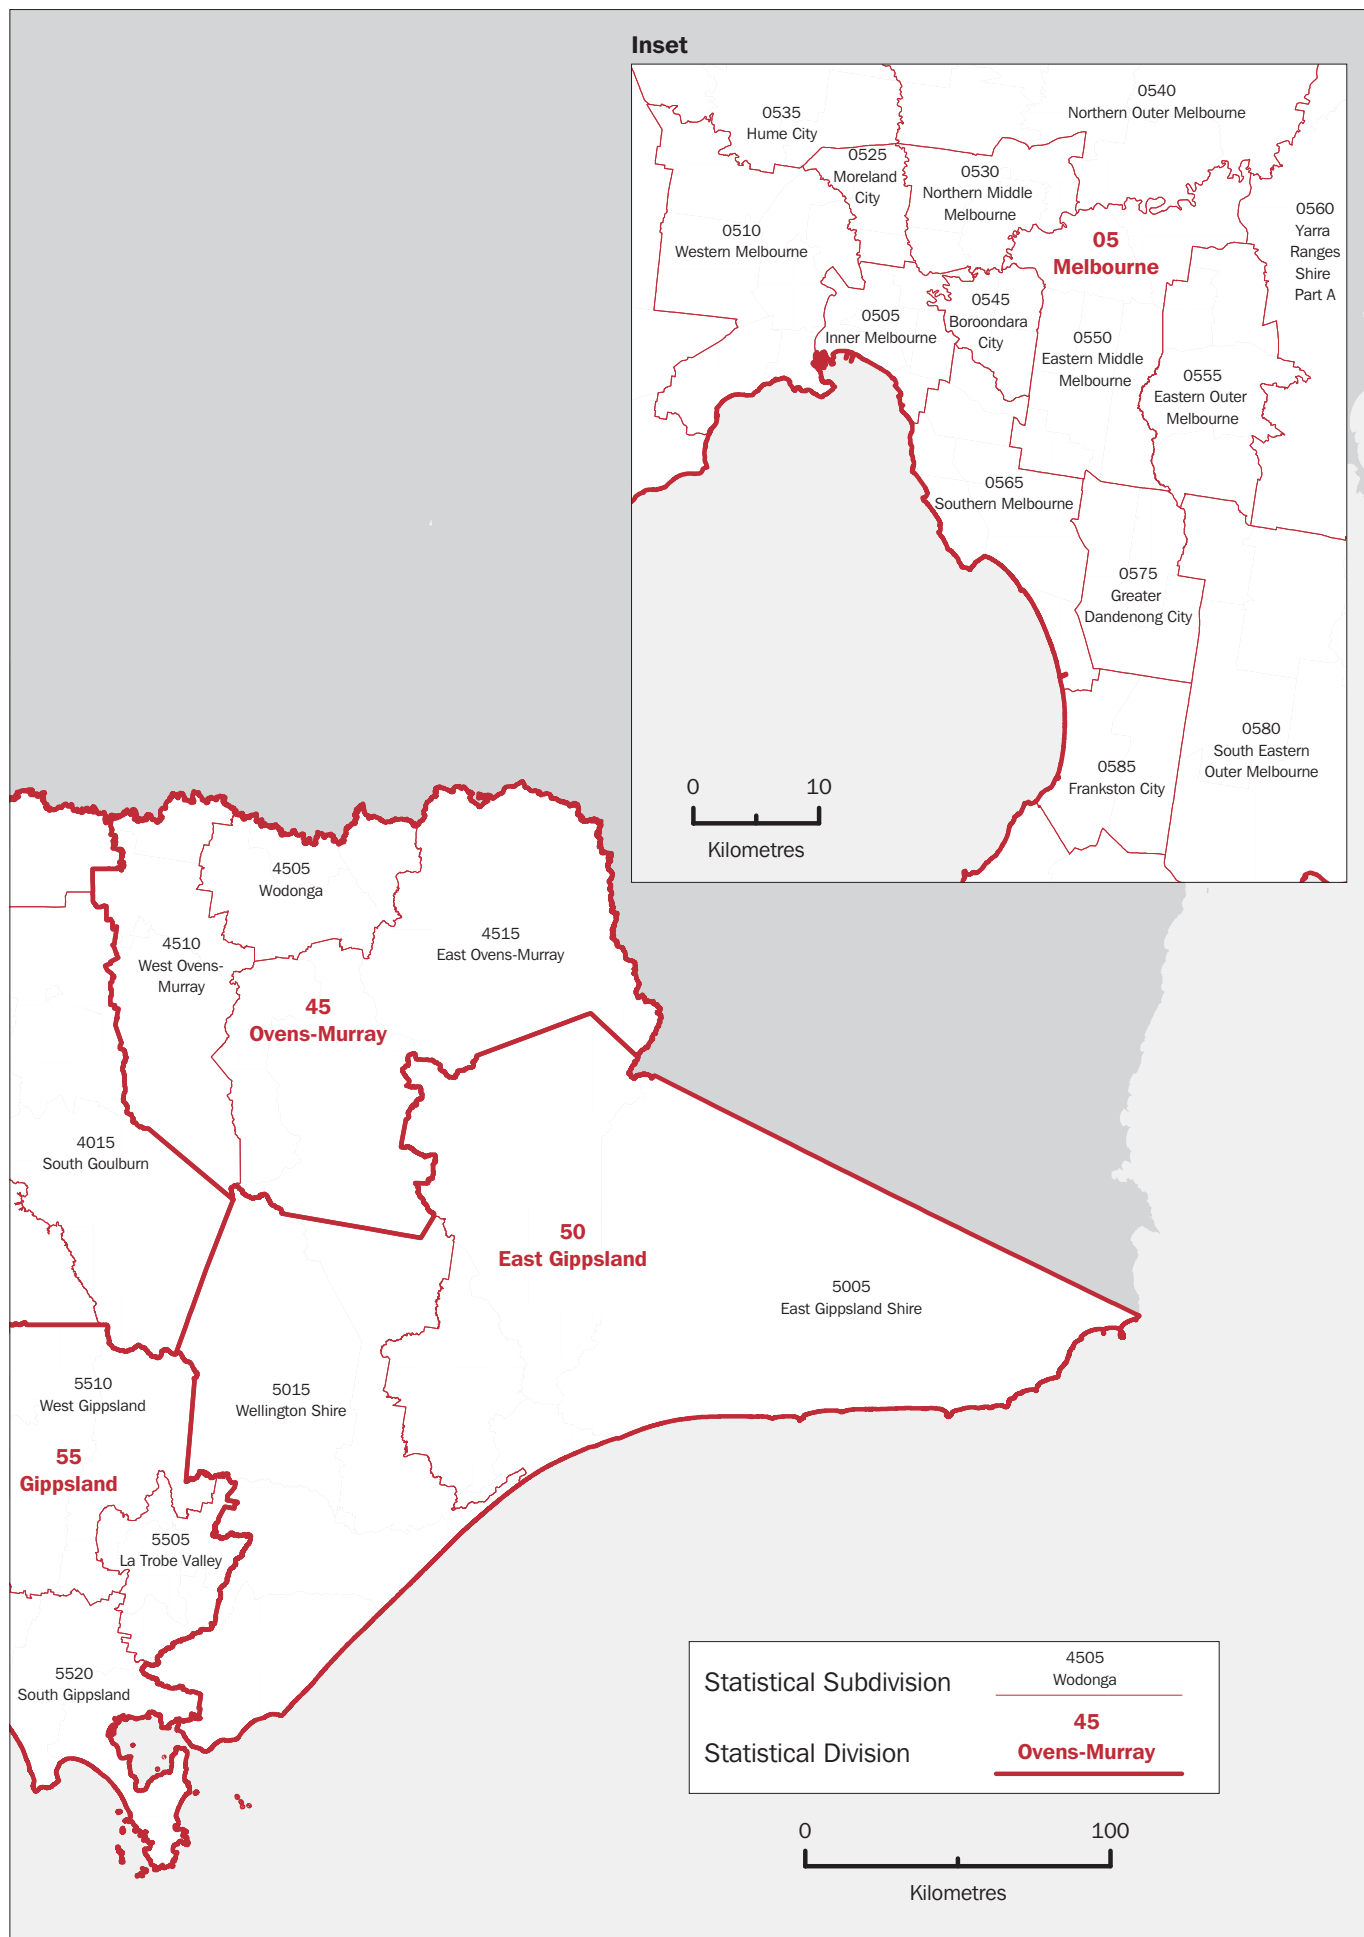 Inset
0540
Northern Outer Melbourne
0535
Hume City
0525
Moreland
City
0530
Northern Middle
Melbourne
0560
Yarra
Ranges
Shire
Part A
0510
Western Melbourne
05
Melbourne
0545
Boroondara
City
0505
Inner Melbourne
0550
Eastern Middle
Melbourne
0555
Eastern Outer
Melbourne
0565
Southern Melbourne
0575
Greater
Dandenong City
0580
South Eastern
Outer Melbourne
0585
Frankston City
0 10
Kilometres
4505
Wodonga
4510
West Ovens-
Murray
4515
East Ovens-Murray
45
Ovens-Murray
4015
South Goulburn
50
East Gippsland
5005
East Gippsland Shire
5510
West Gippsland
5015
Wellington Shire
55
Gippsland
5505
La Trobe Valley
5520
South Gippsland
Statistical Subdivision
4505
Wodonga
Statistical Division
45
Ovens-Murray
0 100
Kilometres